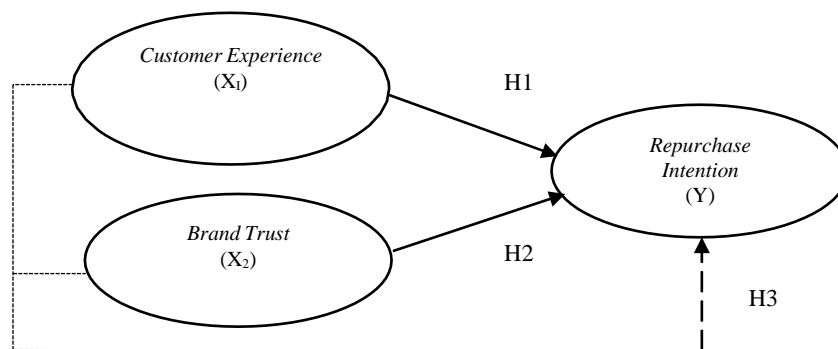 Customer Experience
(X₁)
H1
Repurchase
Intention
(Y)
Brand Trust
(X₂)
H2
H3